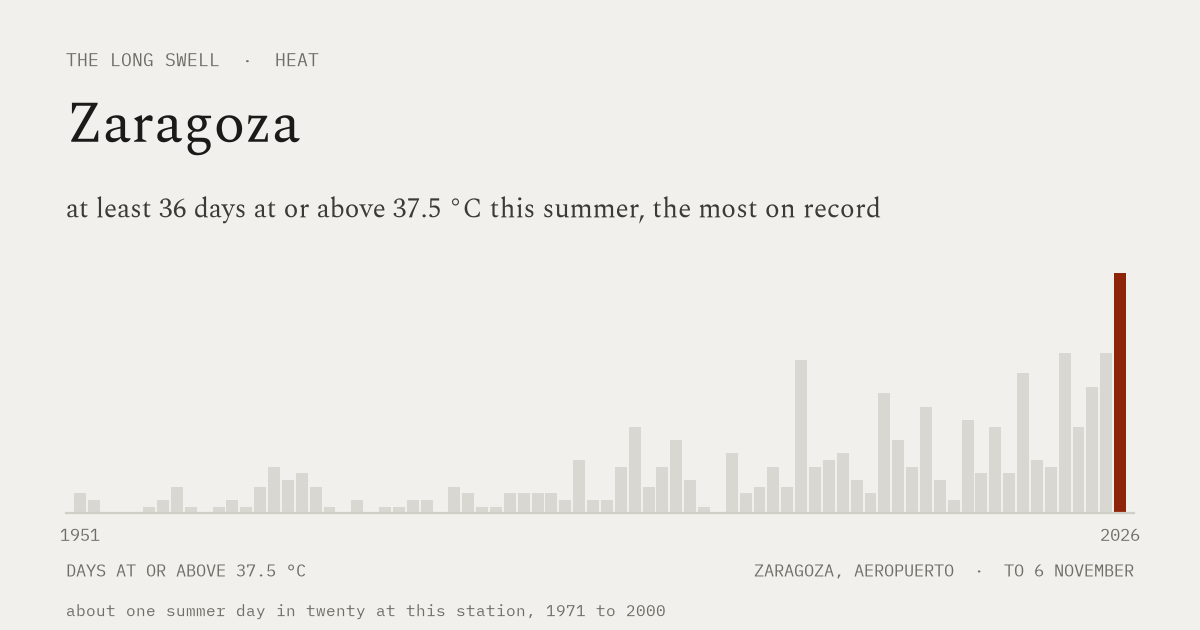 THE LONG SWELL · HEAT
Zaragoza
at least 36 days at or above 37.5 °C this summer, the most on record
1951
2026
DAYS AT OR ABOVE 37.5 °C
ZARAGOZA, AEROPUERTO · TO 6 NOVEMBER
about one summer day in twenty at this station, 1971 to 2000